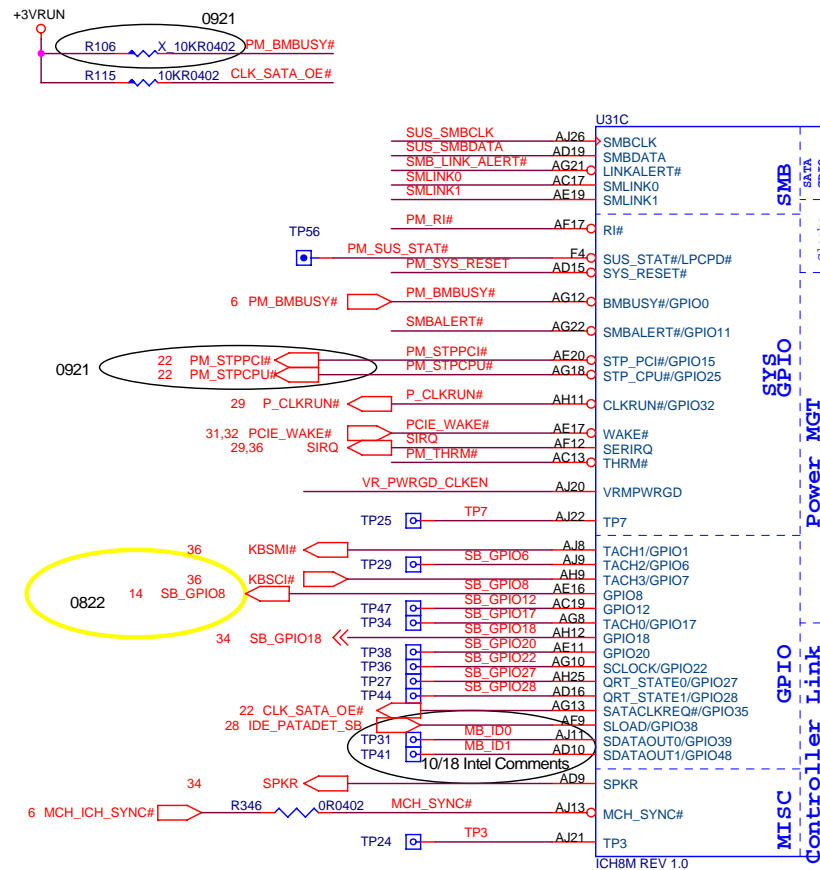 +3VRUN
0921
R106 X_10KR0402 PM_BMBUSY#
R115 10KR0402 CLK_SATA_OE#
U31C
SUS_SMBCLK AJ26 SMBCLK
SUS_SMBDATA AD19 SMBDATA
SMB_LINK_ALERT# AG21 LINKALERT#
SMLINK0 AC17 SMLINK0
SMLINK1 AE19 SMLINK1
SMB
SATA
PM_RI# AF17 RI#
TP56
PM_SUS_STAT# F4 SUS_STAT#/LPCPD#
PM_SYS_RESET AD15 SYS_RESET#
6 PM_BMBUSY# PM_BMBUSY# AG12 BMBUSY#/GPIO0
SMBALERT# AG22 SMBALERT#/GPIO11
0921
22 PM_STPPCI# PM_STPPCI# AE20 STP_PCI#/GPIO15
22 PM_STPCPU# PM_STPCPU# AG18 STP_CPU#/GPIO25
SYS
GPIO
29 P_CLKRUN# P_CLKRUN# AH11 CLKRUN#/GPIO32
31,32 PCIE_WAKE# PCIE_WAKE# AE17 WAKE#
29,36 SIRQ SIRQ AF12 SERIRQ
PM_THRM# AC13 THRM#
Power MGT
VR_PWRGD_CLKEN AJ20 VRMPWRGD
TP25 TP7 AJ22 TP7
36 KBSMI# AJ8 TACH1/GPIO1
TP29 SB_GPIO6 AJ9 TACH2/GPIO6
36 KBSCI# AH9 TACH3/GPIO7
0822
14 SB_GPIO8 SB_GPIO8 AE16 GPIO8
TP47 SB_GPIO12 AC19 GPIO12
TP34 SB_GPIO17 AG8 TACH0/GPIO17
34 SB_GPIO18 SB_GPIO18 AH12 GPIO18
TP38 SB_GPIO20 AE11 GPIO20
TP36 SB_GPIO22 AG10 SCLOCK/GPIO22
TP27 SB_GPIO27 AH25 QRT_STATE0/GPIO27
TP44 SB_GPIO28 AD16 QRT_STATE1/GPIO28
GPIO
22 CLK_SATA_OE# AG13 SATACLKREQ#/GPIO35
28 IDE_PATADET_SB AF9 SLOAD/GPIO38
TP31 MB_ID0 AJ11 SDATAOUT0/GPIO39
TP41 MB_ID1 AD10 SDATAOUT1/GPIO48
10/18 Intel Comments
Controller Link
34 SPKR AD9 SPKR
6 MCH_ICH_SYNC# R346 0R0402 MCH_SYNC# AJ13 MCH_SYNC#
MISC
TP24 TP3 AJ21 TP3
ICH8M REV 1.0